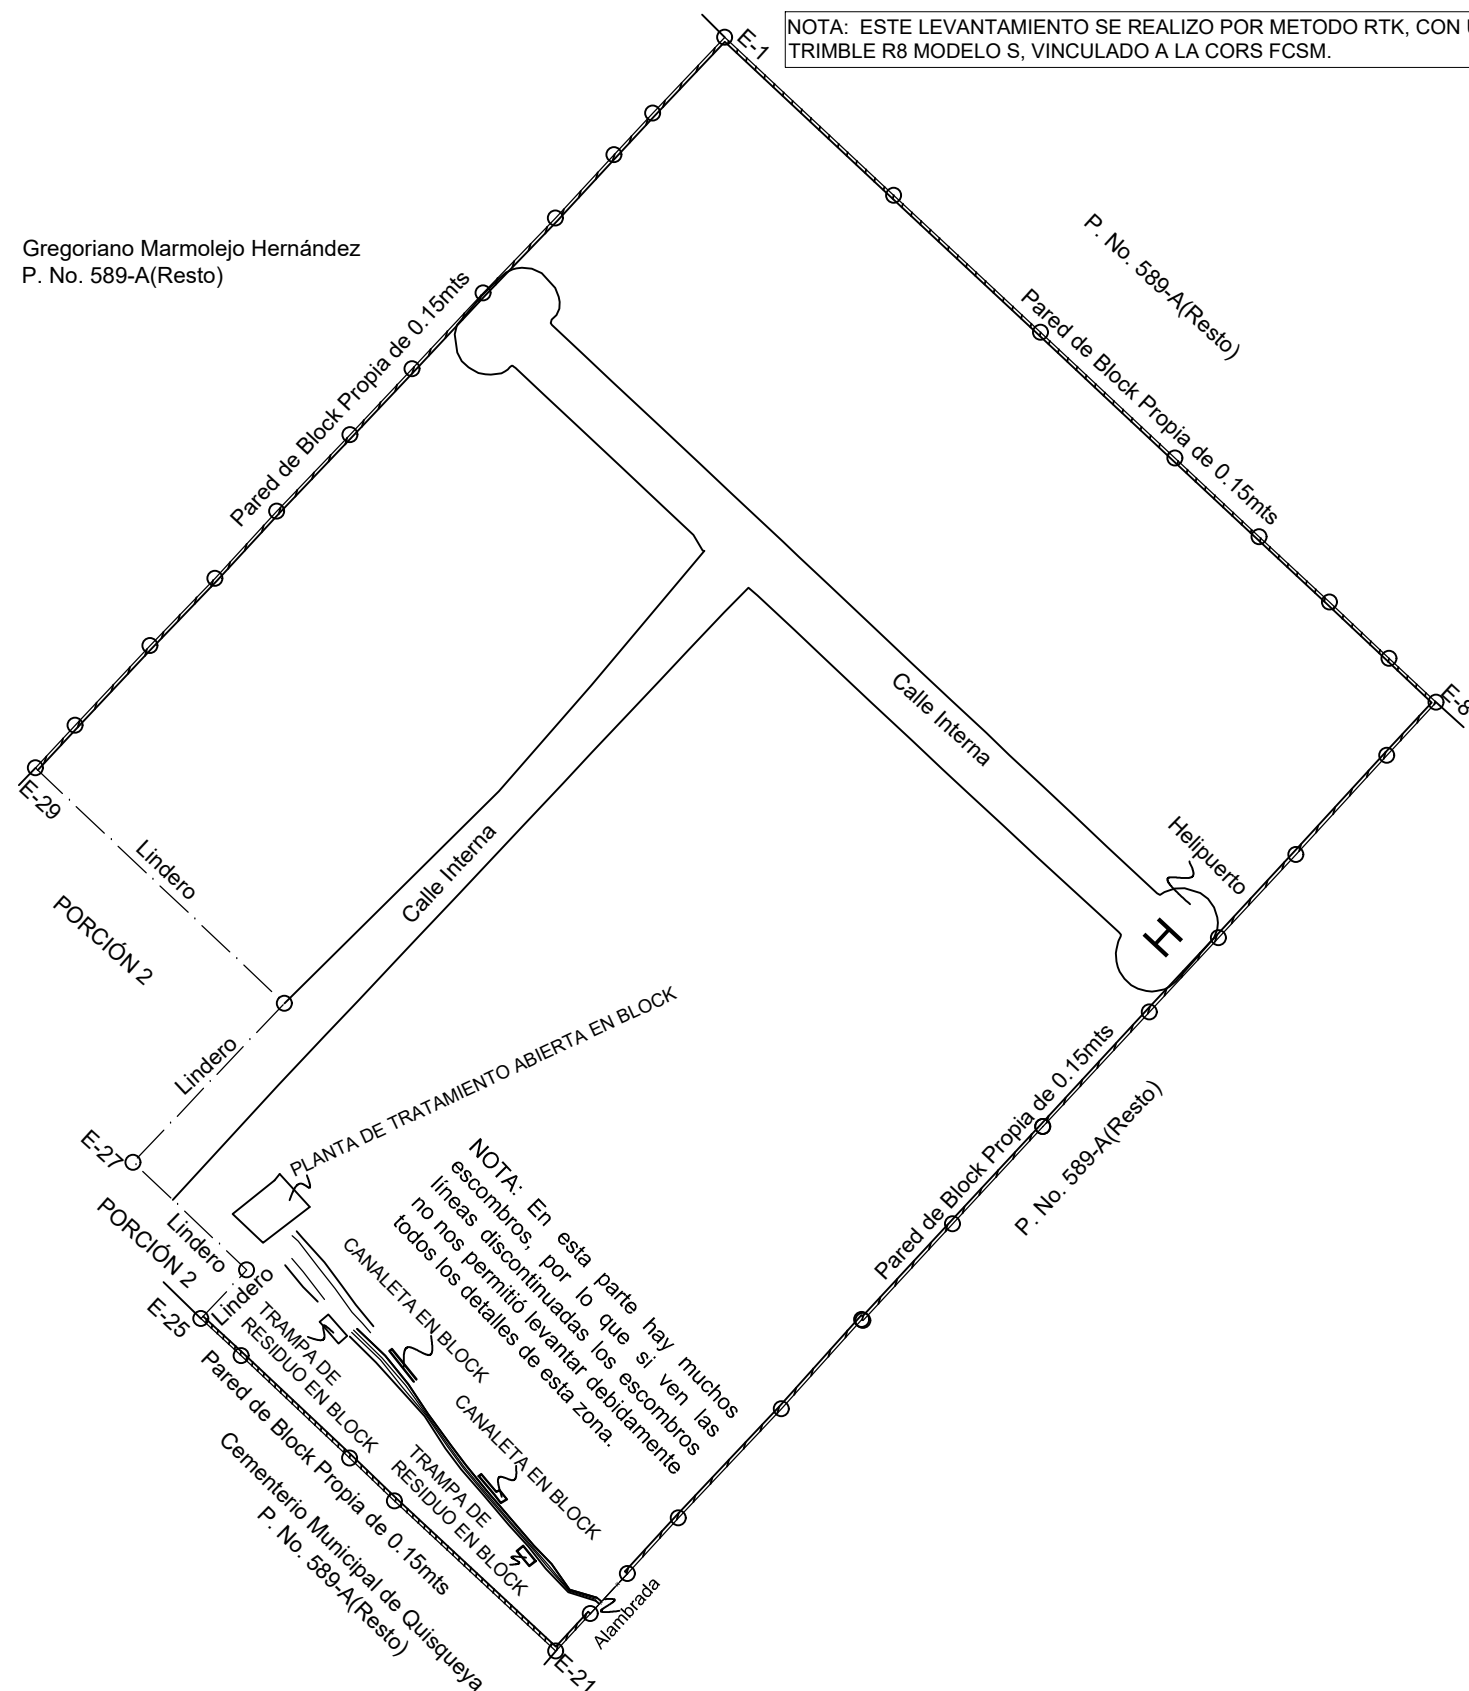 NOTA: ESTE LEVANTAMIENTO SE REALIZO POR METODO RTK, CON
TRIMBLE R8 MODELO S, VINCULADO A LA CORS FCSM.
E-1
Gregoriano Marmolejo Hernández
P. No. 589-A(Resto)
P. No. 589-A(Resto)
Pared de Block Propia de 0.15mts
Pared de Block Propia de 0.15mts
E-8
Calle Interna
E-29
Lindero
Helipuerto
Calle Interna
PORCIÓN 2
H
PLANTA DE TRATAMIENTO ABIERTA EN BLOCK
Lindero
Pared de Block Propia de 0.15mts
P. No. 589-A(Resto)
E-27
NOTA: En esta parte hay muchos
escombros, por lo que si ven las
líneas discontinuadas los escombros
no nos permitió levantar debidamente
todos los detalles de esta zona.
Lindero
PORCIÓN 2
Lindero
E-25
CANALETA EN BLOCK
TRAMPA DE
RESIDUO EN BLOCK
CANALETA EN BLOCK
TRAMPA DE
RESIDUO EN BLOCK
Pared de Block Propia de 0.15mts
Cementerio Municipal de Quisqueya
P. No. 589-A(Resto)
Alambrada
E-21